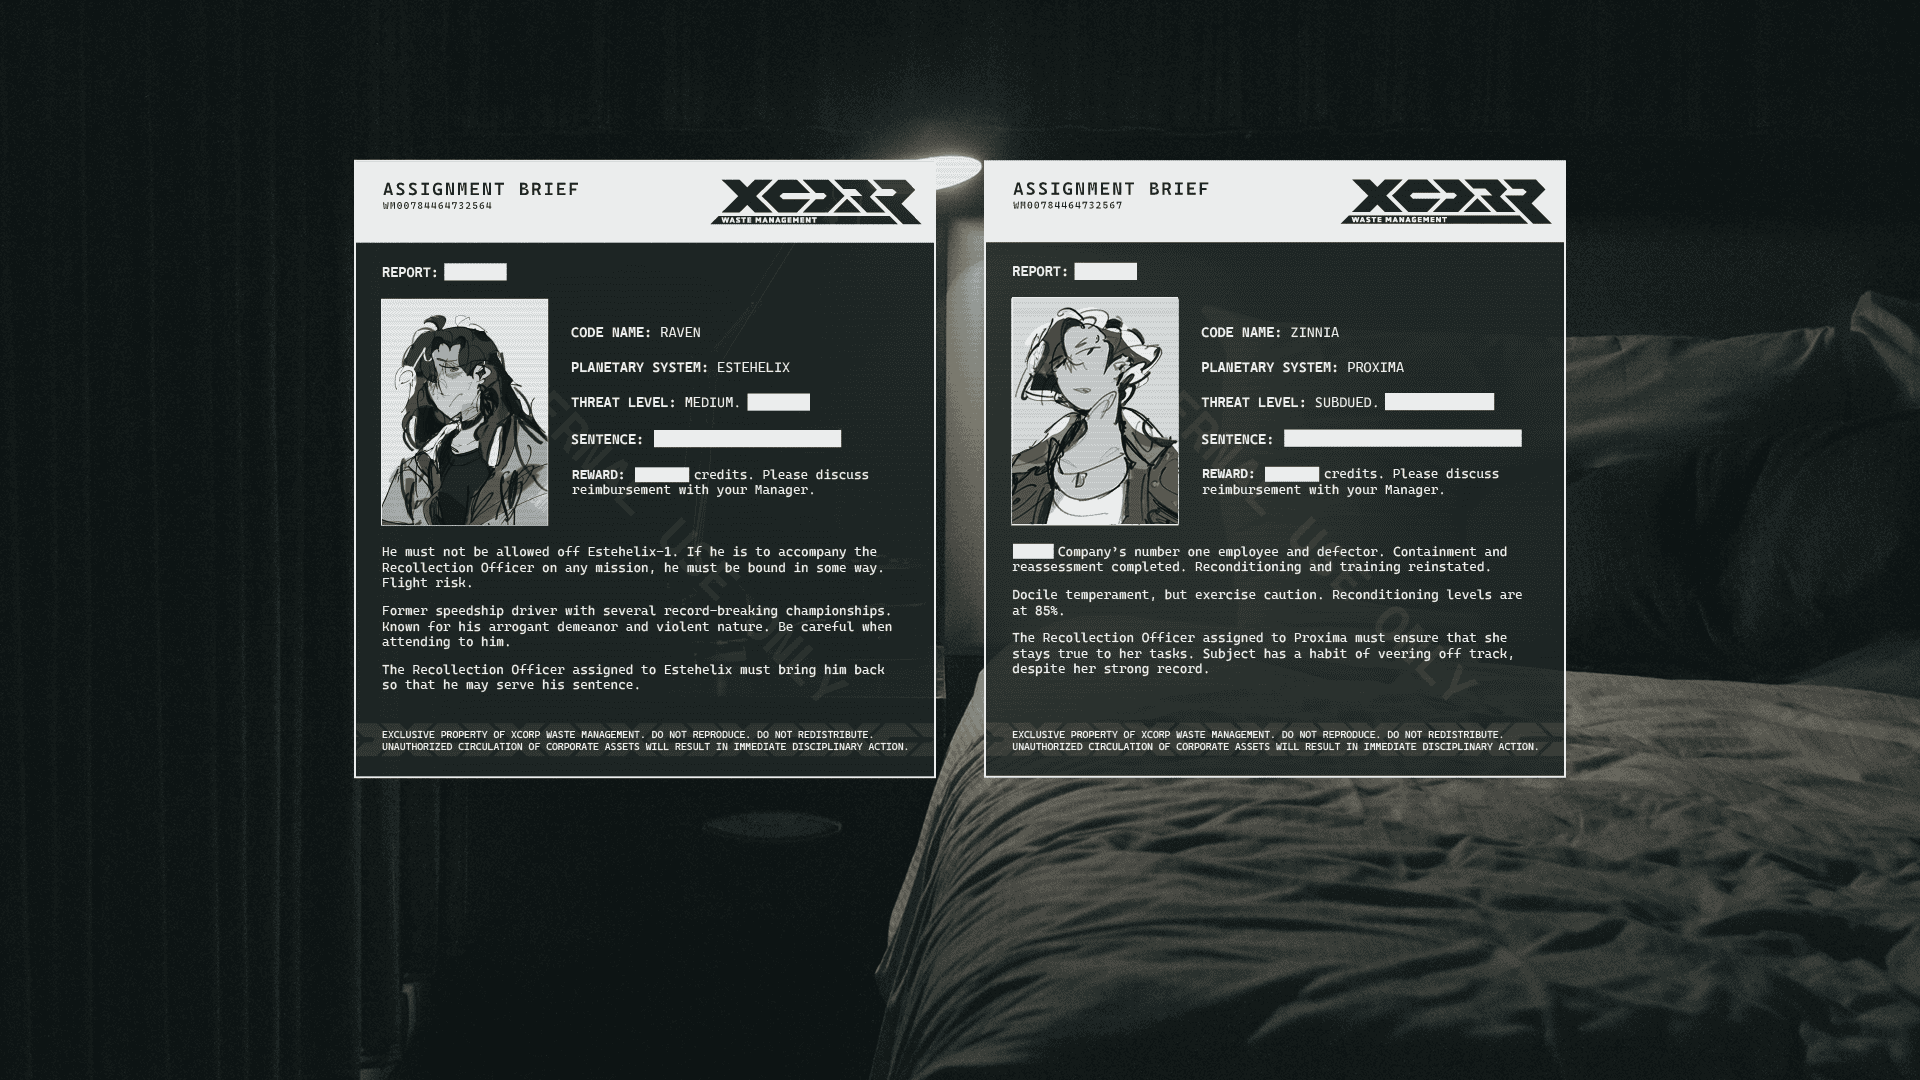 ASSIGNMENT BRIEF
WM00784464732564
XCORR
WASTE MANAGEMENT
REPORT:
CODE NAME: RAVEN
PLANETARY SYSTEM: ESTEHELIX
THREAT LEVEL: MEDIUM.
SENTENCE:
REWARD: credits. Please discuss
reimbursement with your Manager.
He must not be allowed off Estehelix-1. If he is to accompany the
Recollection Officer on any mission, he must be bound in some way.
Flight risk.
Former speedship driver with several record-breaking championships.
Known for his arrogant demeanor and violent nature. Be careful when
attending to him.
The Recollection Officer assigned to Estehelix must bring him back
so that he may serve his sentence.
USE ONLY
EXCLUSIVE PROPERTY OF XCORP WASTE MANAGEMENT. DO NOT REPRODUCE. DO NOT REDISTRIBUTE.
UNAUTHORIZED CIRCULATION OF CORPORATE ASSETS WILL RESULT IN IMMEDIATE DISCIPLINARY ACTION.
ASSIGNMENT BRIEF
WM00784464732567
XCORR
WASTE MANAGEMENT
REPORT:
CODE NAME: ZINNIA
PLANETARY SYSTEM: PROXIMA
THREAT LEVEL: SUBDUED.
SENTENCE:
REWARD: credits. Please discuss
reimbursement with your Manager.
Company’s number one employee and defector. Containment and
reassessment completed. Reconditioning and training reinstated.
Docile temperament, but exercise caution. Reconditioning levels are
at 85%.
The Recollection Officer assigned to Proxima must ensure that she
stays true to her tasks. Subject has a habit of veering off track,
despite her strong record.
USE ONLY
EXCLUSIVE PROPERTY OF XCORP WASTE MANAGEMENT. DO NOT REPRODUCE. DO NOT REDISTRIBUTE.
UNAUTHORIZED CIRCULATION OF CORPORATE ASSETS WILL RESULT IN IMMEDIATE DISCIPLINARY ACTION.